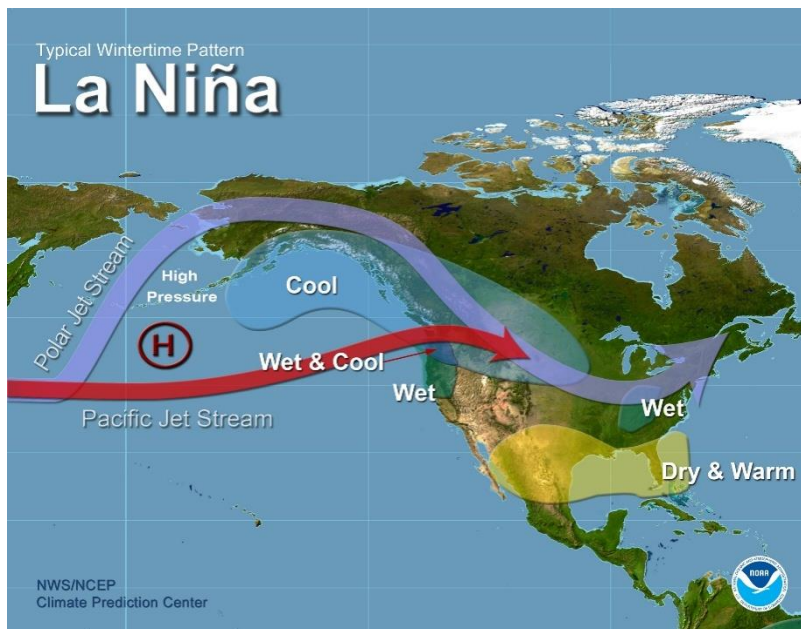 Typical Wintertime Pattern
La Niña
Polar Jet Stream
High
Pressure
H
Cool
Wet & Cool
Wet
Wet
Pacific Jet Stream
Dry & Warm
NWS/NCEP
Climate Prediction Center
NOAA